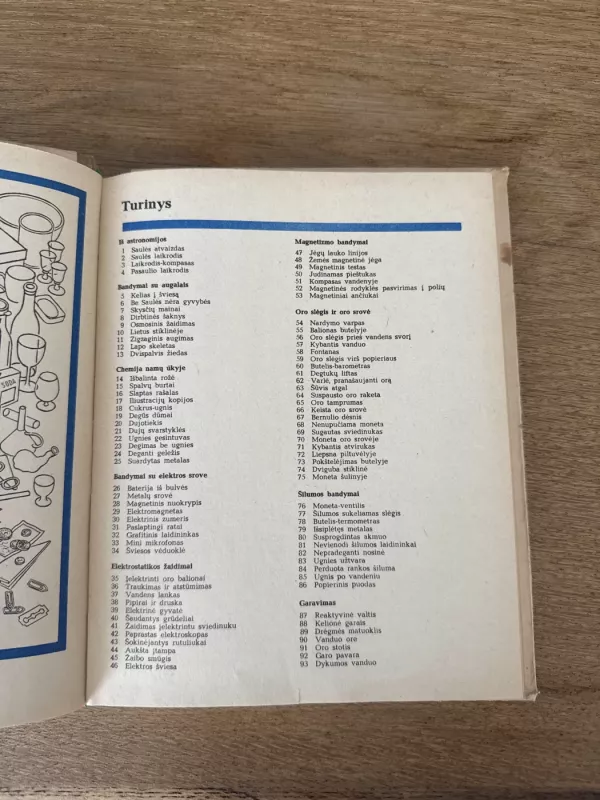 Turinys
Iš astronomijos
1 Saulės atvaizdas
2 Saulės laikrodis
3 Laikrodis-kompasas
4 Pasaulio laikrodis
Bandymai su augalais
5 Kelias į šviesą
6 Be Saulės nėra gyvybės
7 Skysčių mainai
8 Dirbtinės šaknys
9 Osmosinis žaidimas
10 Lietus stiklinėje
11 Zigzaginis augimas
12 Lapo skeletas
13 Dvispalvis žiedas
Chemija namų ūkyje
14 Išbalinta rožė
15 Spalvų burtai
16 Slaptas rašalas
17 Iliustracijų kopijos
18 Cukrus-ugnis
19 Degūs dūmai
20 Dujotiekis
21 Dujų svarstyklės
22 Ugnies gesintuvas
23 Degimas be ugnies
24 Deganti geležis
25 Suardytas metalas
Bandymai su elektros srove
26 Baterija iš bulvės
27 Metalų srovė
28 Magnetinis nuokrypis
29 Elektromagnetas
30 Elektrinis zumeris
31 Paslaptingi ratai
32 Grafitinis laidininkas
33 Mini mikrofonas
34 Šviesos vėduoklė
Elektrostatikos žaidimai
35 Įelektrinti oro balionai
36 Traukimas ir atstūmimas
37 Vandens lankas
38 Pipirai ir druska
39 Elektrinė gyvatė
40 Šaudantys grūdeliai
41 Žaidimas įelektrintu sviedinuku
42 Paprastas elektroskopas
43 Šokinėjantys rutuliukai
44 Aukšta įtampa
45 Žaibo smūgis
46 Elektros šviesa
Magnetizmo bandymai
47 Jėgų lauko linijos
48 Žemės magnetinė jėga
49 Magnetinis testas
50 Judinamas pieštukas
51 Kompasas vandenyje
52 Magnetinės rodyklės pasvirimas į polių
53 Magnetiniai ančiukai
Oro slėgis ir oro srovė
54 Nardymo varpas
55 Balionas butelyje
56 Oro slėgis prieš vandens svorį
57 Kybantis vanduo
58 Fontanas
59 Oro slėgis virš popieriaus
60 Butelis-barometras
61 Degtukų liftas
62 Varlė, pranašaujanti orą
63 Šūvis atgal
64 Suspausto oro raketa
65 Oro tamprumas
66 Keista oro srovė
67 Bernulio dėsnis
68 Nenupučiama moneta
69 Sugautas sviedinukas
70 Moneta oro srovėje
71 Kybantis atvirukas
72 Liepsna piltuvėlyje
73 Pokštelėjimas butelyje
74 Dviguba stiklinė
75 Moneta šulinyje
Šilumos bandymai
76 Moneta-ventilis
77 Šilumos sukeliamas slėgis
78 Butelis-termometras
79 Išsiplėtęs metalas
80 Susprogdintas akmuo
81 Nevienodi šilumos laidininkai
82 Nepradeganti nosinė
83 Ugnies užtvara
84 Perduota rankos šiluma
85 Ugnis po vandeniu
86 Popierinis puodas
Garavimas
87 Reaktyvinė valtis
88 Kelionė garais
89 Drėgmės matuoklis
90 Vanduo ore
91 Oro stotis
92 Garo pavara
93 Dykumos vanduo
SODA